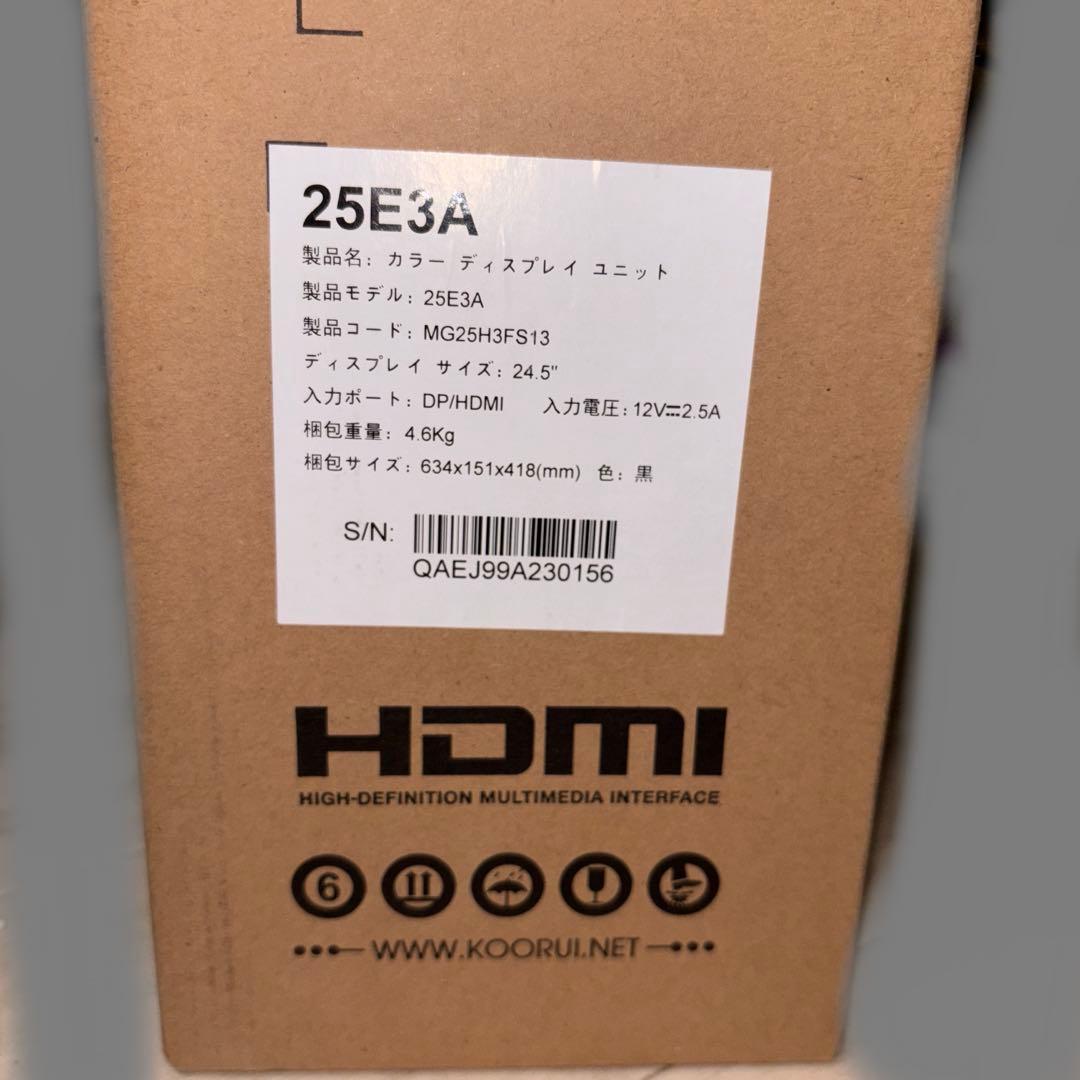 25E3A
製品名: カラー ディスプレイ ユニット
製品モデル: 25E3A
製品コード: MG25H3FS13
ディスプレイ サイズ: 24.5"
入力ポート: DP/HDMI 入力電圧: 12V⎓2.5A
梱包重量: 4.6Kg
梱包サイズ: 634x151x418(mm) 色: 黒
S/N:
QAEJ99A230156
HDMI
HIGH-DEFINITION MULTIMEDIA INTERFACE
6
WWW.KOORUI.NET